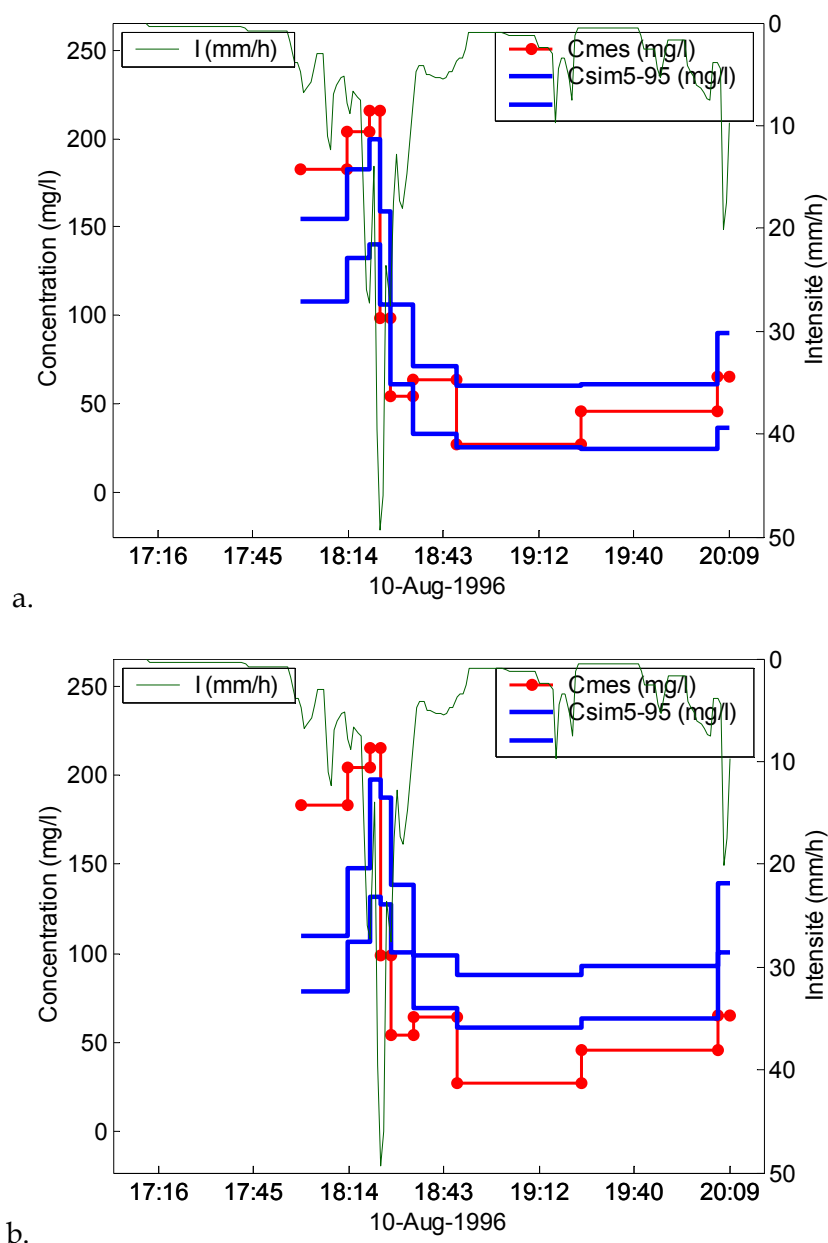 I (mm/h)
Cmes (mg/l)
Csim5-95 (mg/l)
Concentration (mg/l)
250
200
150
100
50
0
Intensité (mm/h)
0
10
20
30
40
50
17:16 17:45 18:14 18:43 19:12 19:40 20:09
10-Aug-1996
a.
I (mm/h)
Cmes (mg/l)
Csim5-95 (mg/l)
Concentration (mg/l)
250
200
150
100
50
0
Intensité (mm/h)
0
10
20
30
40
50
17:16 17:45 18:14 18:43 19:12 19:40 20:09
10-Aug-1996
b.